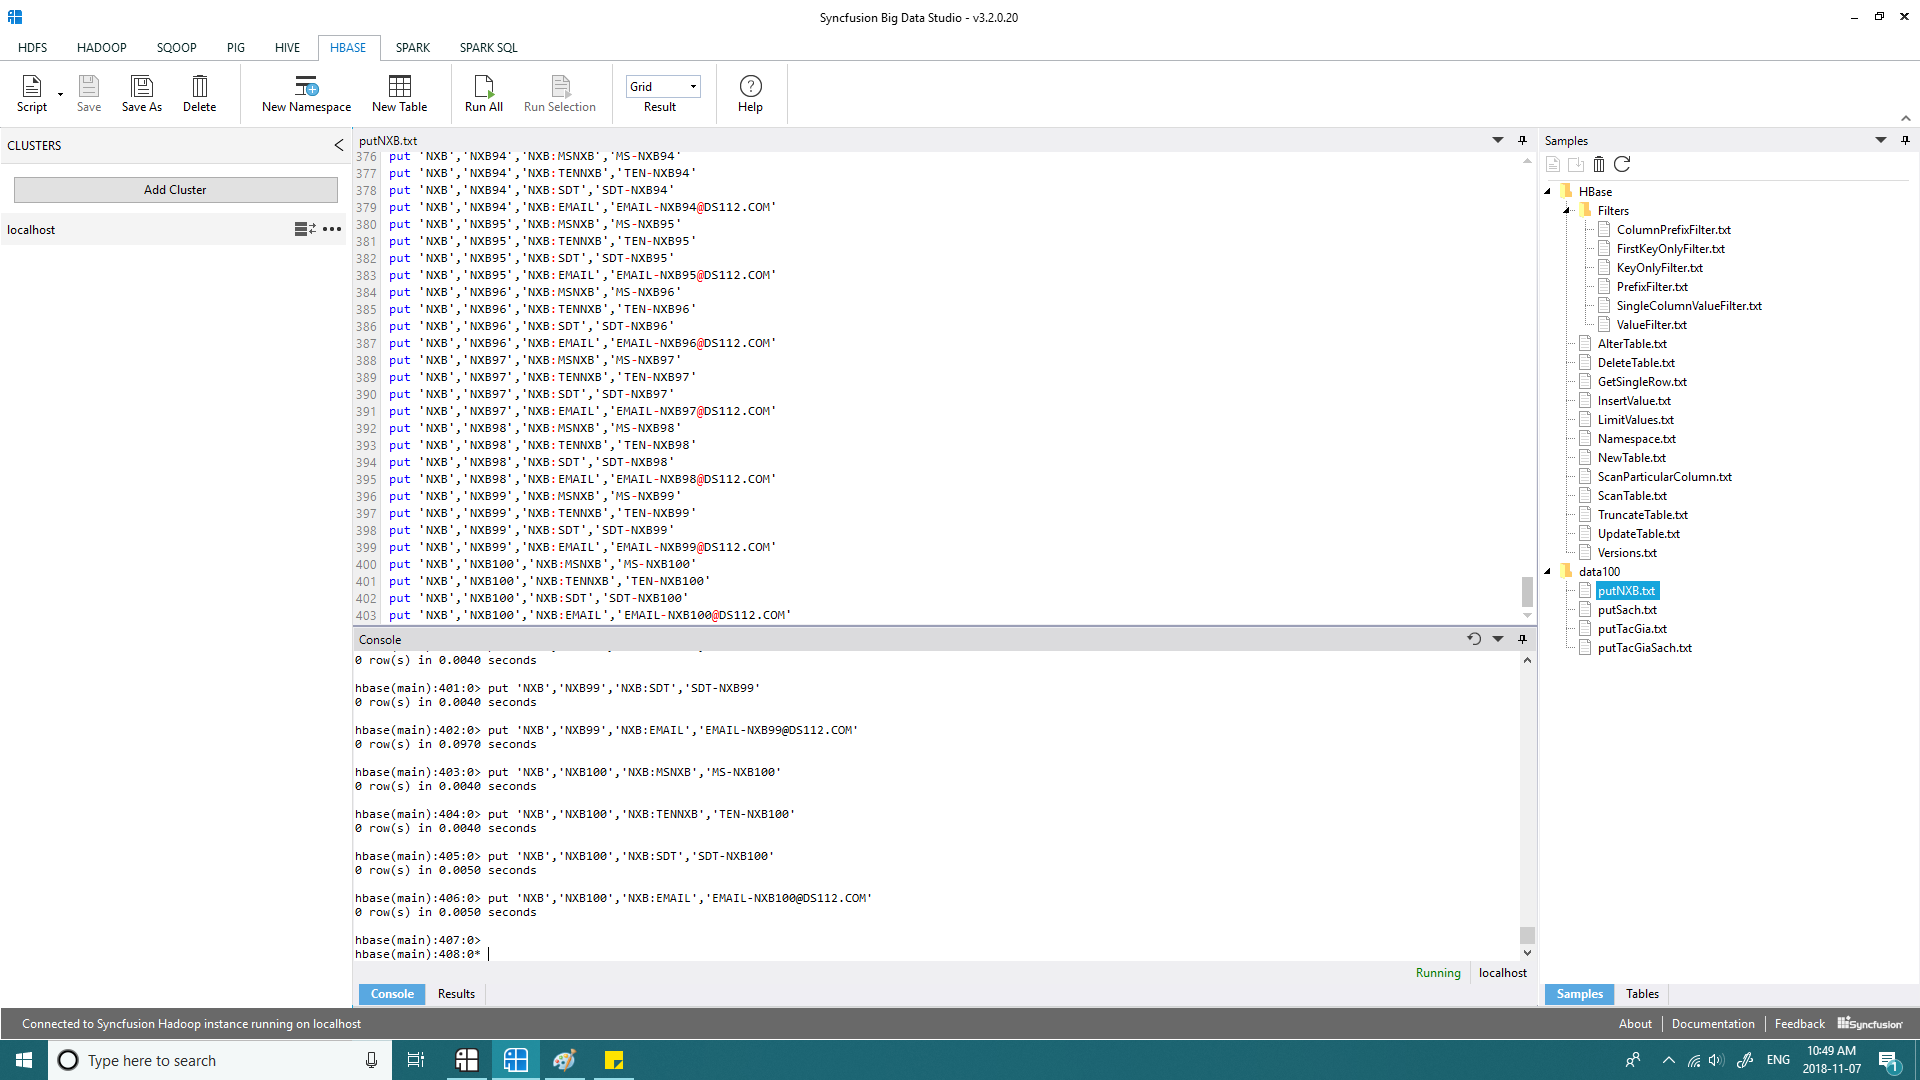 Syncfusion Big Data Studio - v3.2.0.20
HDFS HADOOP SQOOP PIG HIVE HBASE SPARK SPARK SQL
Script Save Save As Delete New Namespace New Table Run All Run Selection Grid Result Help
CLUSTERS
Add Cluster
localhost
putNXB.txt
376 put 'NXB','NXB94','NXB:MSNXB','MS-NXB94'
377 put 'NXB','NXB94','NXB:TENNXB','TEN-NXB94'
378 put 'NXB','NXB94','NXB:SDT','SDT-NXB94'
379 put 'NXB','NXB94','NXB:EMAIL','EMAIL-NXB94@DS112.COM'
380 put 'NXB','NXB95','NXB:MSNXB','MS-NXB95'
381 put 'NXB','NXB95','NXB:TENNXB','TEN-NXB95'
382 put 'NXB','NXB95','NXB:SDT','SDT-NXB95'
383 put 'NXB','NXB95','NXB:EMAIL','EMAIL-NXB95@DS112.COM'
384 put 'NXB','NXB96','NXB:MSNXB','MS-NXB96'
385 put 'NXB','NXB96','NXB:TENNXB','TEN-NXB96'
386 put 'NXB','NXB96','NXB:SDT','SDT-NXB96'
387 put 'NXB','NXB96','NXB:EMAIL','EMAIL-NXB96@DS112.COM'
388 put 'NXB','NXB97','NXB:MSNXB','MS-NXB97'
389 put 'NXB','NXB97','NXB:TENNXB','TEN-NXB97'
390 put 'NXB','NXB97','NXB:SDT','SDT-NXB97'
391 put 'NXB','NXB97','NXB:EMAIL','EMAIL-NXB97@DS112.COM'
392 put 'NXB','NXB98','NXB:MSNXB','MS-NXB98'
393 put 'NXB','NXB98','NXB:TENNXB','TEN-NXB98'
394 put 'NXB','NXB98','NXB:SDT','SDT-NXB98'
395 put 'NXB','NXB98','NXB:EMAIL','EMAIL-NXB98@DS112.COM'
396 put 'NXB','NXB99','NXB:MSNXB','MS-NXB99'
397 put 'NXB','NXB99','NXB:TENNXB','TEN-NXB99'
398 put 'NXB','NXB99','NXB:SDT','SDT-NXB99'
399 put 'NXB','NXB99','NXB:EMAIL','EMAIL-NXB99@DS112.COM'
400 put 'NXB','NXB100','NXB:MSNXB','MS-NXB100'
401 put 'NXB','NXB100','NXB:TENNXB','TEN-NXB100'
402 put 'NXB','NXB100','NXB:SDT','SDT-NXB100'
403 put 'NXB','NXB100','NXB:EMAIL','EMAIL-NXB100@DS112.COM'
Console
0 row(s) in 0.0040 seconds
hbase(main):401:0> put 'NXB','NXB99','NXB:SDT','SDT-NXB99'
0 row(s) in 0.0040 seconds
hbase(main):402:0> put 'NXB','NXB99','NXB:EMAIL','EMAIL-NXB99@DS112.COM'
0 row(s) in 0.0970 seconds
hbase(main):403:0> put 'NXB','NXB100','NXB:MSNXB','MS-NXB100'
0 row(s) in 0.0040 seconds
hbase(main):404:0> put 'NXB','NXB100','NXB:TENNXB','TEN-NXB100'
0 row(s) in 0.0040 seconds
hbase(main):405:0> put 'NXB','NXB100','NXB:SDT','SDT-NXB100'
0 row(s) in 0.0050 seconds
hbase(main):406:0> put 'NXB','NXB100','NXB:EMAIL','EMAIL-NXB100@DS112.COM'
0 row(s) in 0.0050 seconds
hbase(main):407:0>
hbase(main):408:0*
Running localhost
Console Results
Samples
HBase
Filters
ColumnPrefixFilter.txt
FirstKeyOnlyFilter.txt
KeyOnlyFilter.txt
PrefixFilter.txt
SingleColumnValueFilter.txt
ValueFilter.txt
AlterTable.txt
DeleteTable.txt
GetSingleRow.txt
InsertValue.txt
LimitValues.txt
Namespace.txt
NewTable.txt
ScanParticularColumn.txt
ScanTable.txt
TruncateTable.txt
UpdateTable.txt
Versions.txt
data100
putNXB.txt
putSach.txt
putTacGia.txt
putTacGiaSach.txt
Samples Tables
Connected to Syncfusion Hadoop instance running on localhost
About Documentation Feedback Syncfusion
Type here to search
ENG
10:49 AM
2018-11-07
1